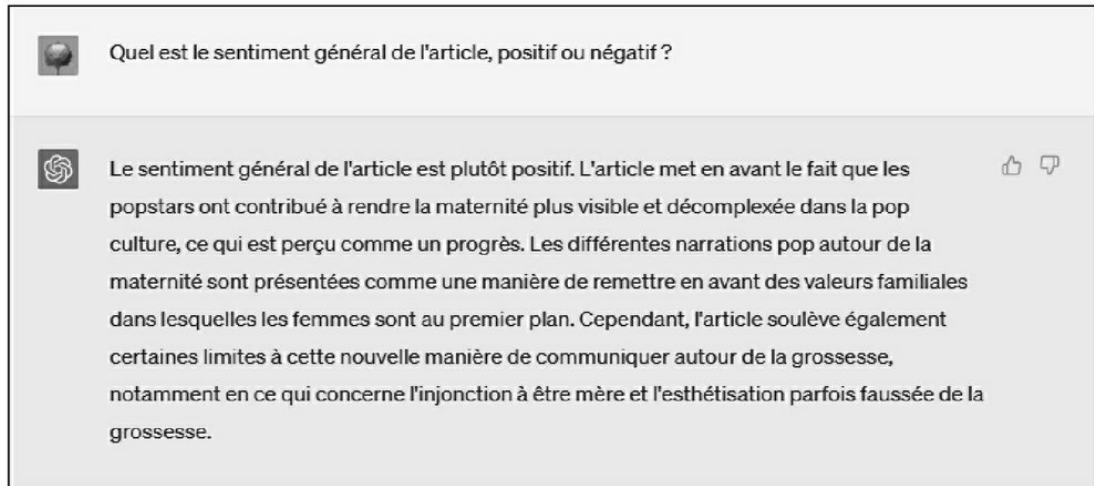 Quel est le sentiment général de l'article, positif ou négatif ?
Le sentiment général de l'article est plutôt positif. L'article met en avant le fait que les
popstars ont contribué à rendre la maternité plus visible et décomplexée dans la pop
culture, ce qui est perçu comme un progrès. Les différentes narrations pop autour de la
maternité sont présentées comme une manière de remettre en avant des valeurs familiales
dans lesquelles les femmes sont au premier plan. Cependant, l'article soulève également
certaines limites à cette nouvelle manière de communiquer autour de la grossesse,
notamment en ce qui concerne l'injonction à être mère et l'esthétisation parfois faussée de la
grossesse.